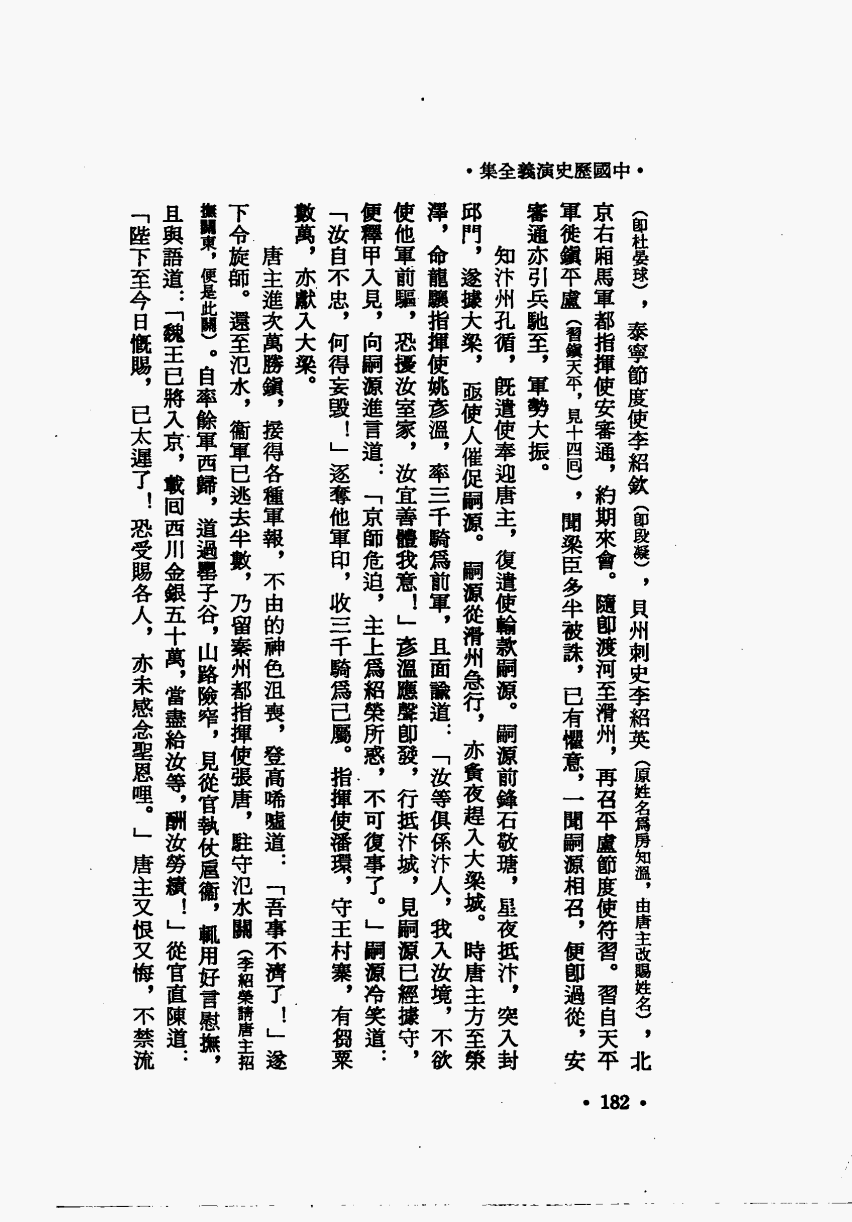 •中國歷史演義全集•
（卽杜晏球），泰寧節度使李紹欽（卽段凝），貝州刺史李紹英（原姓名爲房知溫，由唐主改賜姓名），北
京右廂馬軍都指揮使安審通，約期來會。隨卽渡河至滑州，再召平盧節度使符習。習自天平
軍徙鎭平盧（習鎭天平，見十四回），聞梁臣多半被誅，已有懼意，一聞嗣源相召，便卽過從，安
審通亦引兵馳至，軍勢大振。
知汴州孔循，旣遣使奉迎唐主，復遣使輸款嗣源。嗣源前鋒石敬瑭，星夜抵汴，突入封
邱門，遂據大梁，亟使人催促嗣源。嗣源從滑州急行，亦夤夜趕入大梁城。時唐主方至滎
澤，命龍驤指揮使姚彥溫，率三千騎爲前軍，且面諭道：「汝等俱係汴人，我入汝境，不欲
使他軍前驅，恐擾汝室家，汝宜善體我意！」彥溫應聲卽發，行抵汴城，見嗣源已經據守，
便釋甲入見，向嗣源進言道：「京師危迫，主上爲紹榮所惑，不可復事了。」嗣源冷笑道：
「汝自不忠，何得妄毀！」逐奪他軍印，收三千騎爲己屬。指揮使潘環，守王村寨，有芻粟
數萬，亦獻入大梁。
唐主進次萬勝鎭，接得各種軍報，不由的神色沮喪，登高唏噓道：「吾事不濟了！」遂
下令旋師。還至氾水，衞軍已逃去半數，乃留秦州都指揮使張唐，駐守氾水關（李紹榮請唐主招
撫關東，便是此關）。自率餘軍西歸，道過罌子谷，山路險窄，見從官執仗扈衞，輒用好言慰撫，
且與語道：「魏王已將入京，載回西川金銀五十萬，當盡給汝等，酬汝勞績！」從官直陳道：
「陛下至今日慨賜，已太遲了！恐受賜各人，亦未感念聖恩哩。」唐主又恨又悔，不禁流
•182•